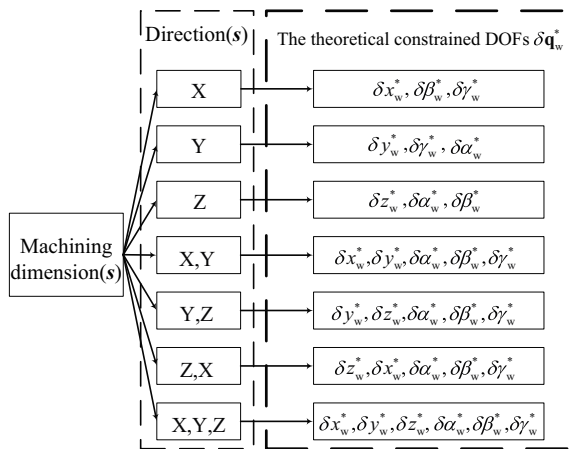 Direction(s)
The theoretical constrained DOFs δq*w
X
δx*w, δβ*w, δγ*w
Y
δy*w, δγ*w, δα*w
Z
δz*w, δα*w, δβ*w
Machining
dimension(s)
X,Y
δx*w, δy*w, δα*w, δβ*w, δγ*w
Y,Z
δy*w, δz*w, δα*w, δβ*w, δγ*w
Z,X
δz*w, δx*w, δα*w, δβ*w, δγ*w
X,Y,Z
δx*w, δy*w, δz*w, δα*w, δβ*w, δγ*w